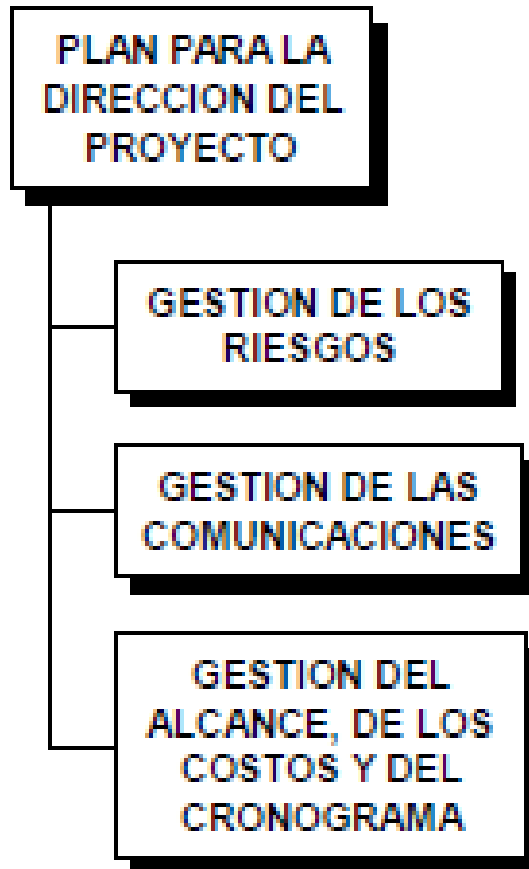 PLAN PARA LA
DIRECCION DEL
PROYECTO
GESTION DE LOS
RIESGOS
GESTION DE LAS
COMUNICACIONES
GESTION DEL
ALCANCE, DE LOS
COSTOS Y DEL
CRONOGRAMA